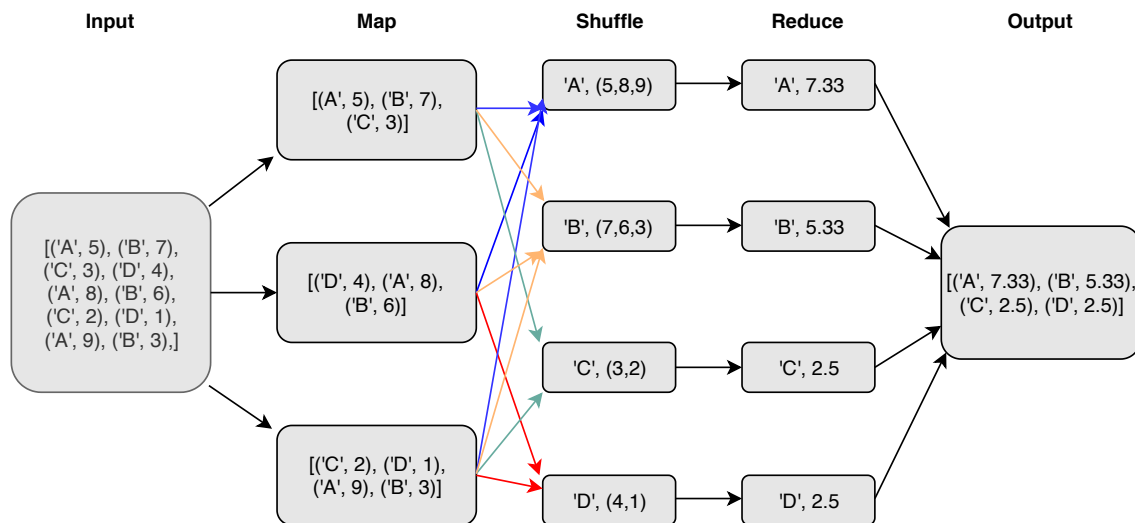 Input
Map
Shuffle
Reduce
Output
[('A', 5), ('B', 7),
('C', 3), ('D', 4),
('A', 8), ('B', 6),
('C', 2), ('D', 1),
('A', 9), ('B', 3),]
[(A', 5), ('B', 7),
('C', 3)]
[('D', 4), ('A', 8),
('B', 6)]
[('C', 2), ('D', 1),
('A', 9), ('B', 3)]
'A', (5,8,9)
'B', (7,6,3)
'C', (3,2)
'D', (4,1)
'A', 7.33
'B', 5.33
'C', 2.5
'D', 2.5
[('A', 7.33), ('B', 5.33),
('C', 2.5), ('D', 2.5)]